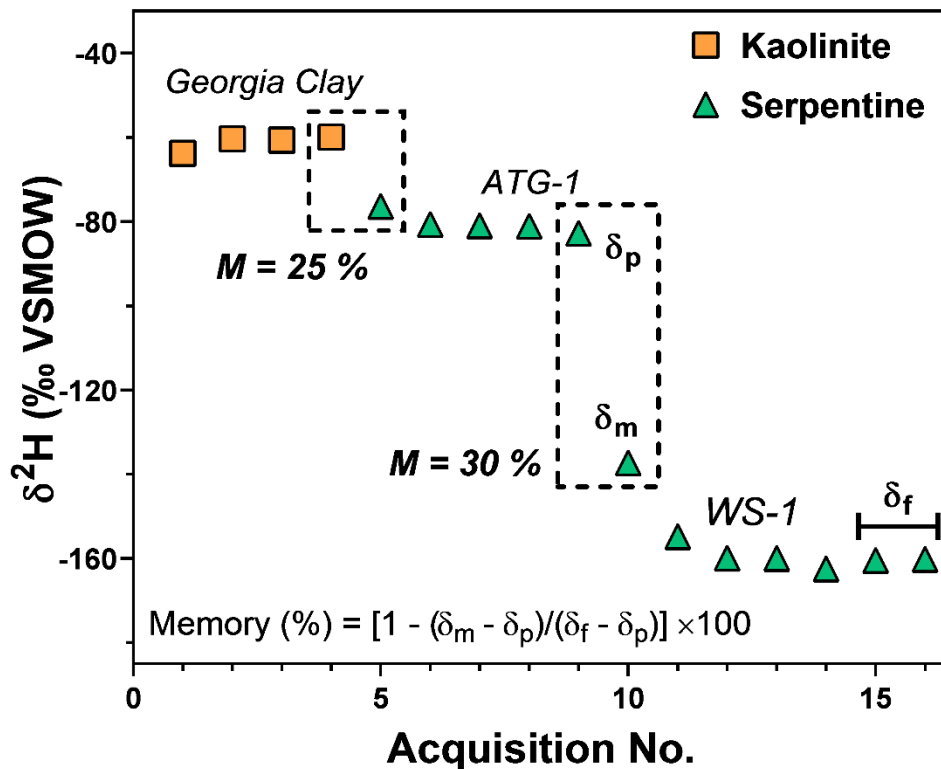 Kaolinite
Serpentine
Georgia Clay
ATG-1
M = 25 %
δp
δm
M = 30 %
WS-1
δf
Memory (%) = [1 - (δm - δp)/(δf - δp)] ×100
δ²H (‰ VSMOW)
-40
-80
-120
-160
0
5
10
15
Acquisition No.